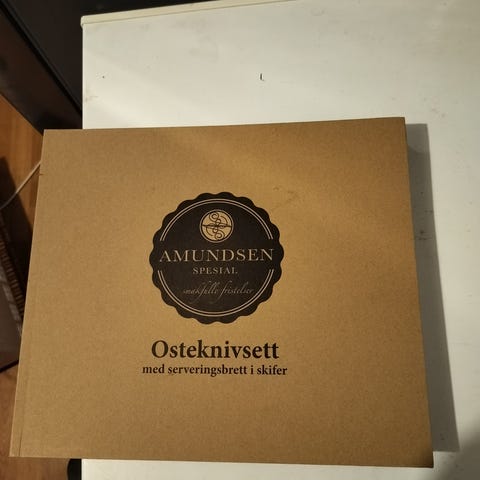 AMUNDSEN
SPESIAL
smakfulle fristelser
Osteknivsett
med serveringsbrett i skifer